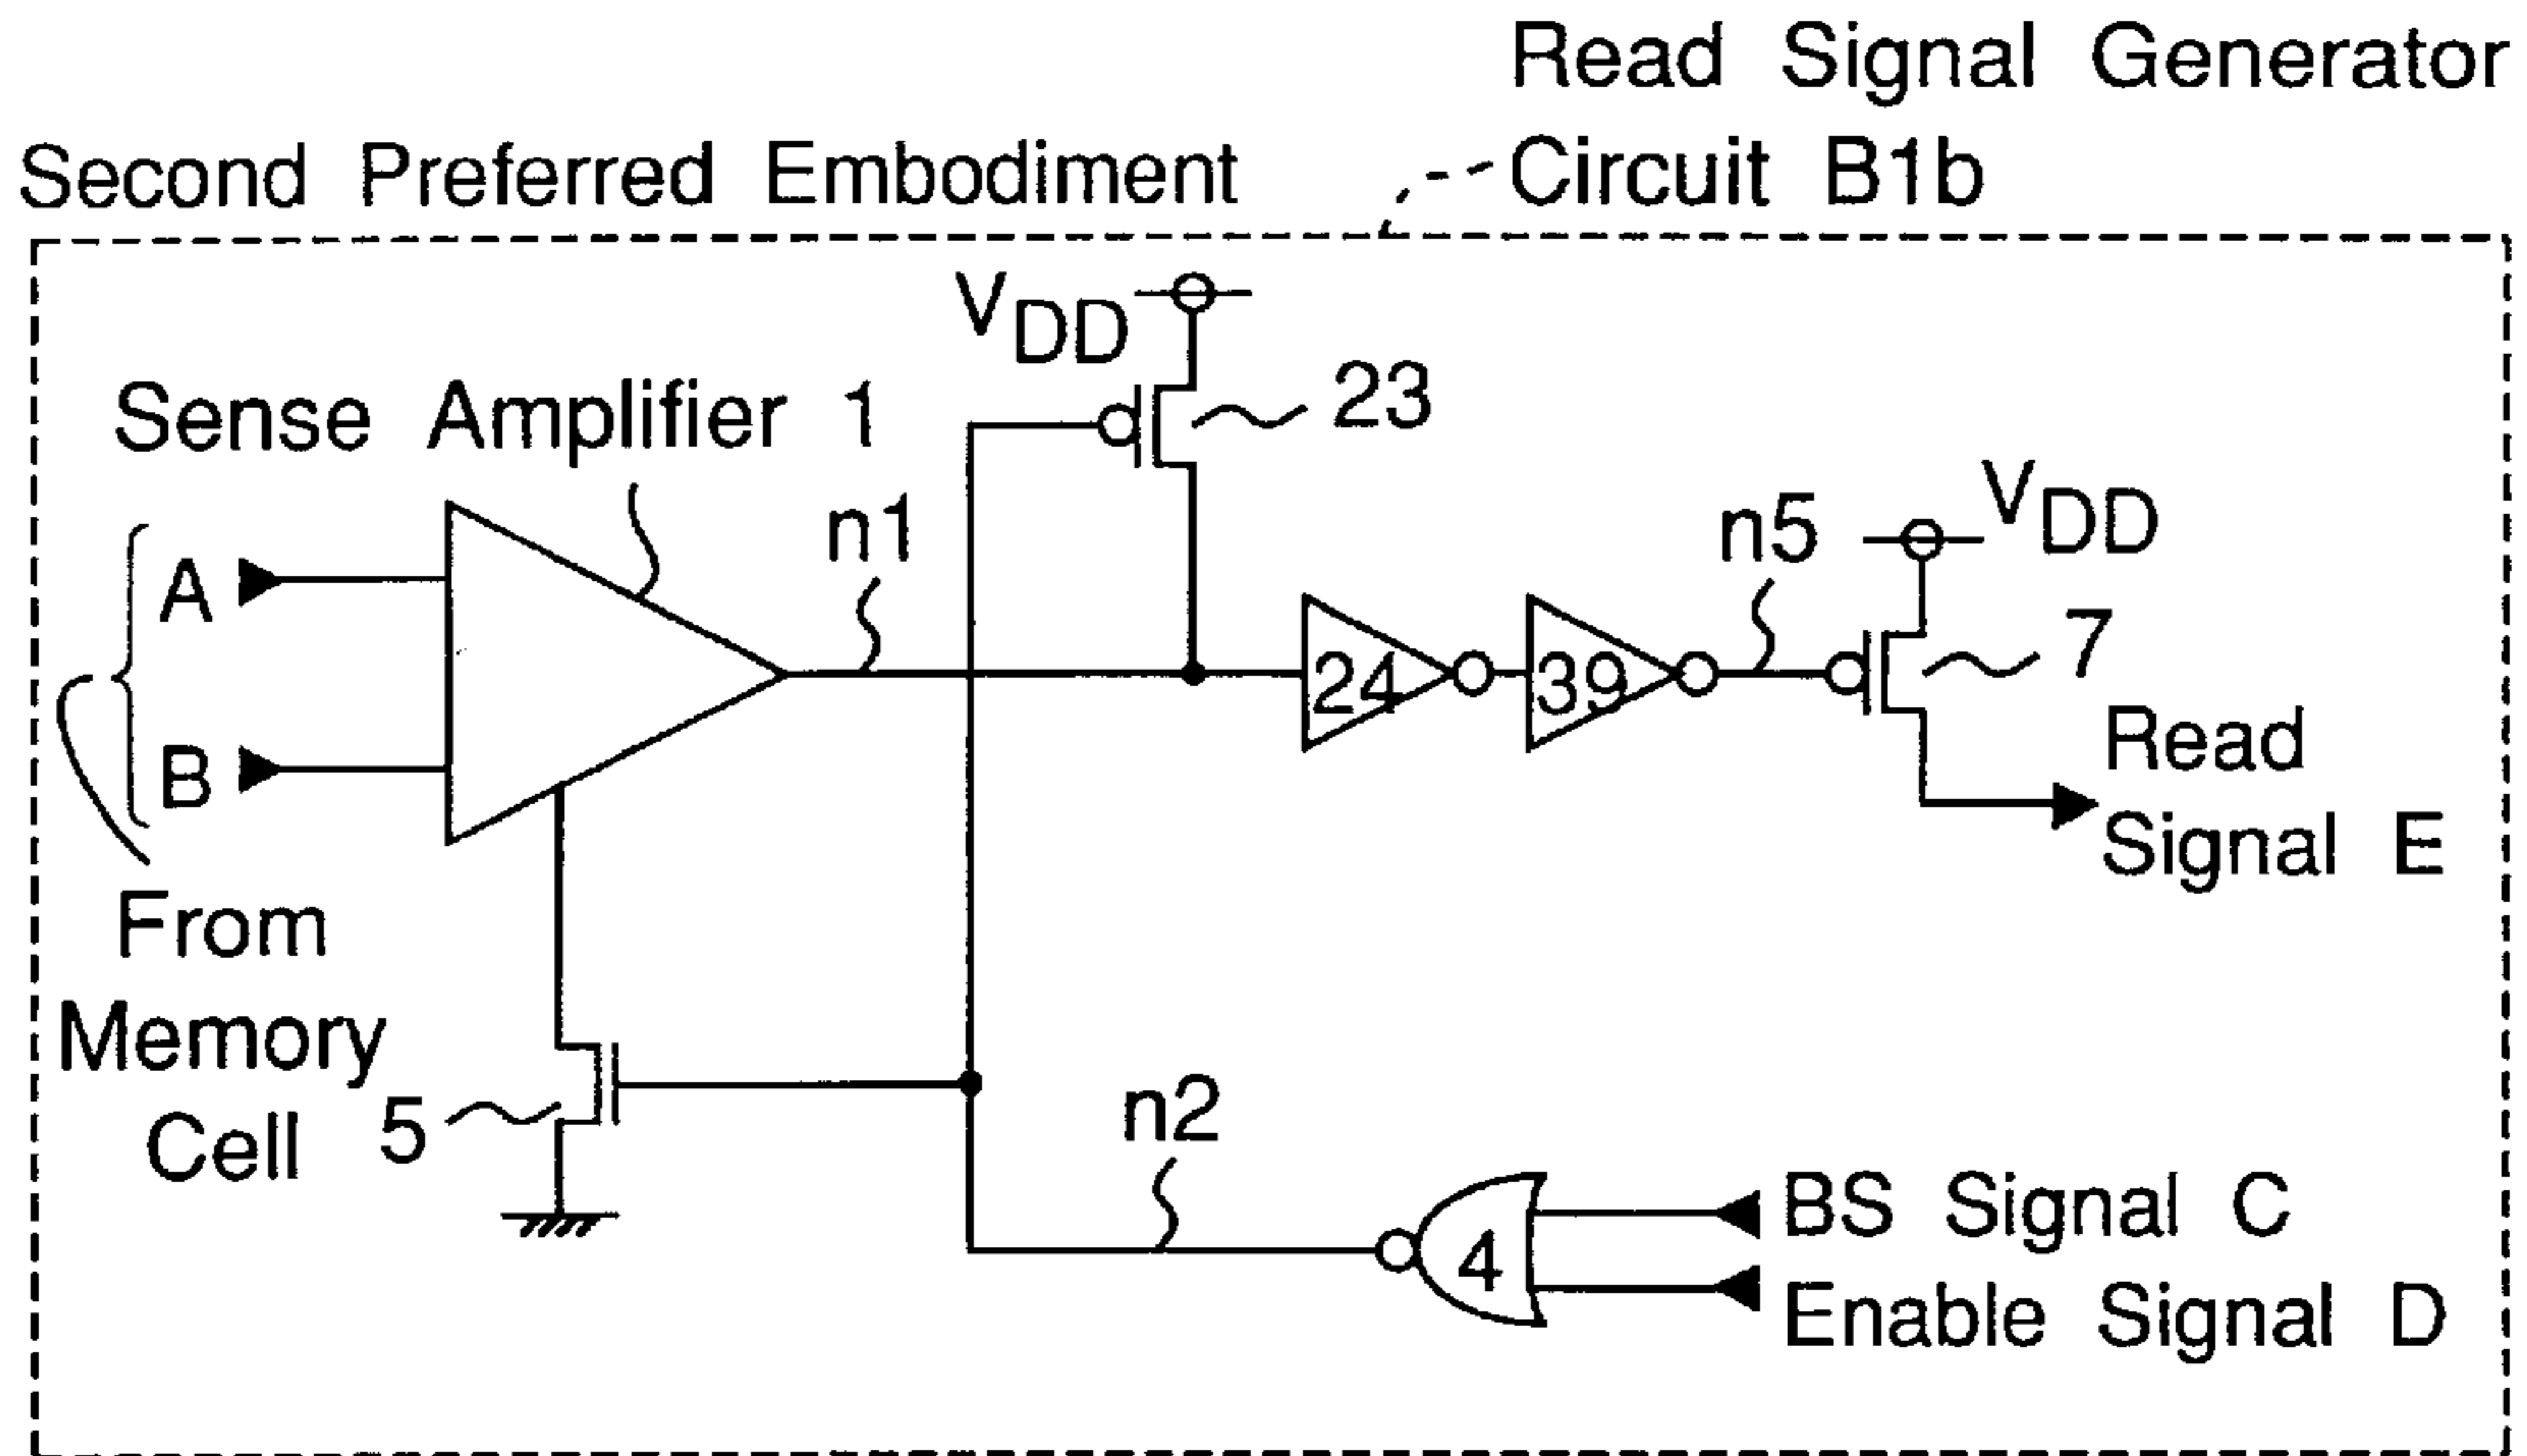 Read Signal Generator
Circuit B1b
Second Preferred Embodiment
VDD
23
Sense Amplifier 1
n1
n5
VDD
A
24
39
7
B
Read
Signal E
From
Memory
Cell
5
n2
4
BS Signal C
Enable Signal D